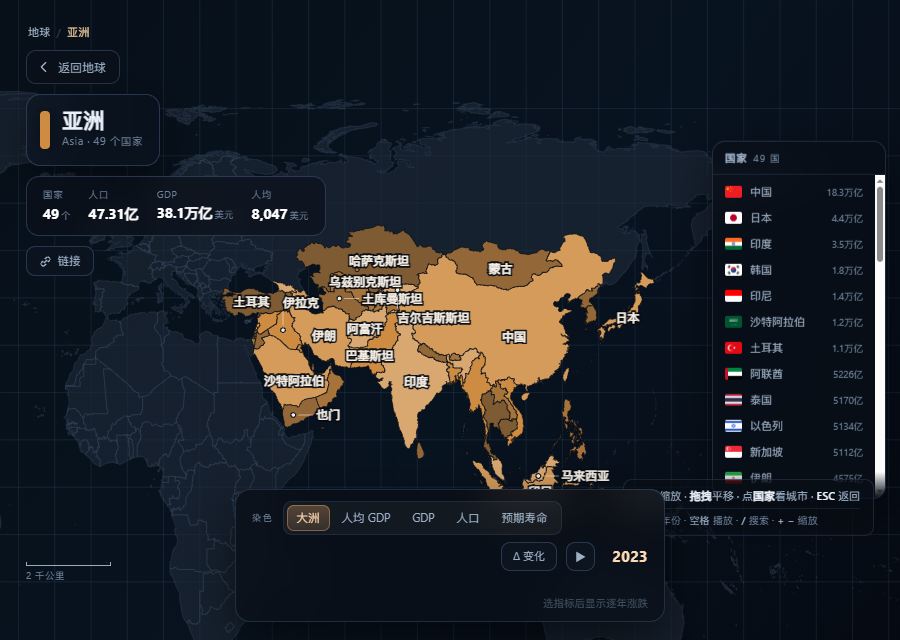 地球 / 亚洲
返回地球
亚洲
Asia · 49 个国家
国家 人口 GDP 人均
49 个 47.31亿 38.1万亿 美元 8,047 美元
链接
国家 49 国
中国 18.3万亿
日本 4.4万亿
印度 3.5万亿
韩国 1.8万亿
印尼 1.4万亿
沙特阿拉伯 1.2万亿
土耳其 1.1万亿
阿联酋 5226亿
泰国 5170亿
以色列 5134亿
新加坡 5112亿
伊朗 4575亿
哈萨克斯坦
蒙古
乌兹别克斯坦
土耳其
伊拉克
土库曼斯坦
吉尔吉斯斯坦
日本
伊朗
阿富汗
中国
巴基斯坦
沙特阿拉伯
印度
也门
马来西亚
缩放 · 拖拽平移 · 点国家看城市 · ESC 返回
年份 · 空格 播放 · / 搜索 · + − 缩放
染色 大洲 人均 GDP GDP 人口 预期寿命
Δ 变化 ▶ 2023
选指标后显示逐年涨跌
2 千公里